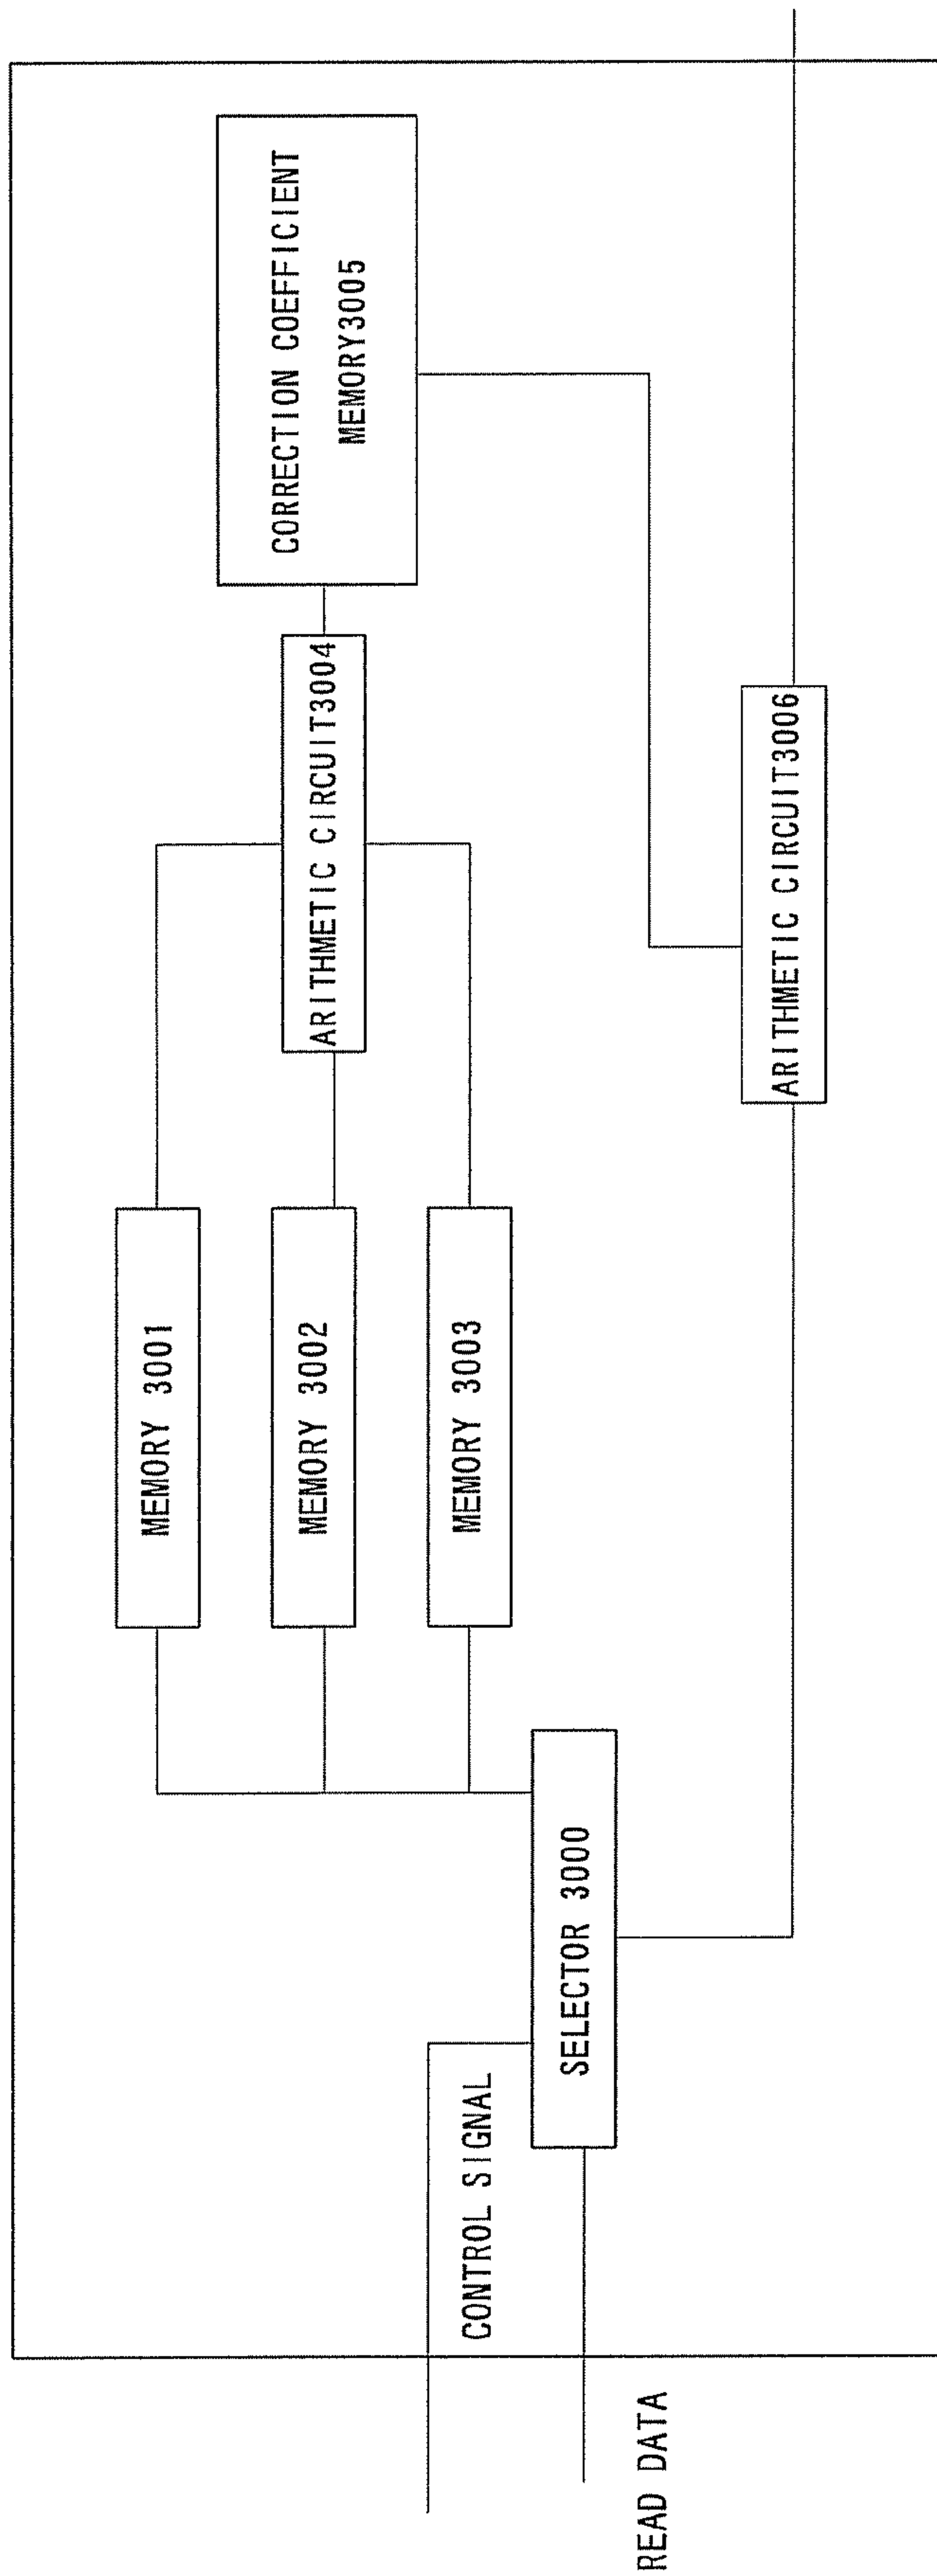 CORRECTION COEFFICIENT
MEMORY3005
ARITHMETIC CIRCUIT3004
ARITHMETIC CIRCUIT3006
MEMORY 3001
MEMORY 3002
MEMORY 3003
SELECTOR 3000
CONTROL SIGNAL
READ DATA